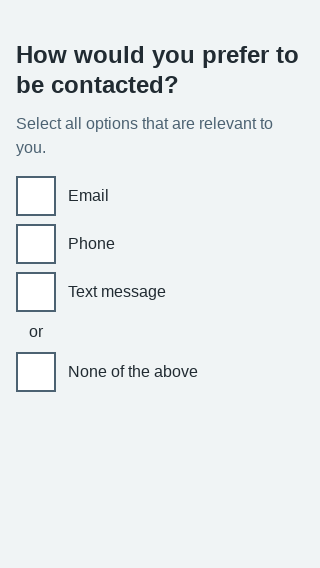 How would you prefer to
be contacted?
Select all options that are relevant to
you.
Email
Phone
Text message
or
None of the above